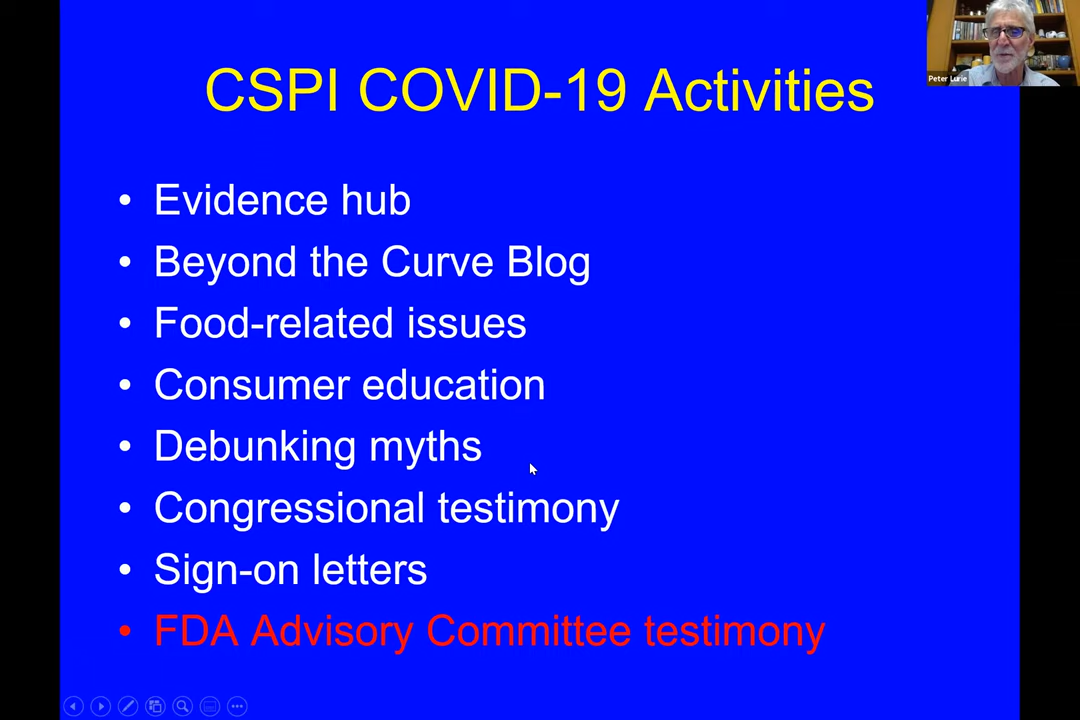 CSPI COVID-19 Activities
Peter Lurie
• Evidence hub
• Beyond the Curve Blog
• Food-related issues
• Consumer education
• Debunking myths
• Congressional testimony
• Sign-on letters
• FDA Advisory Committee testimony